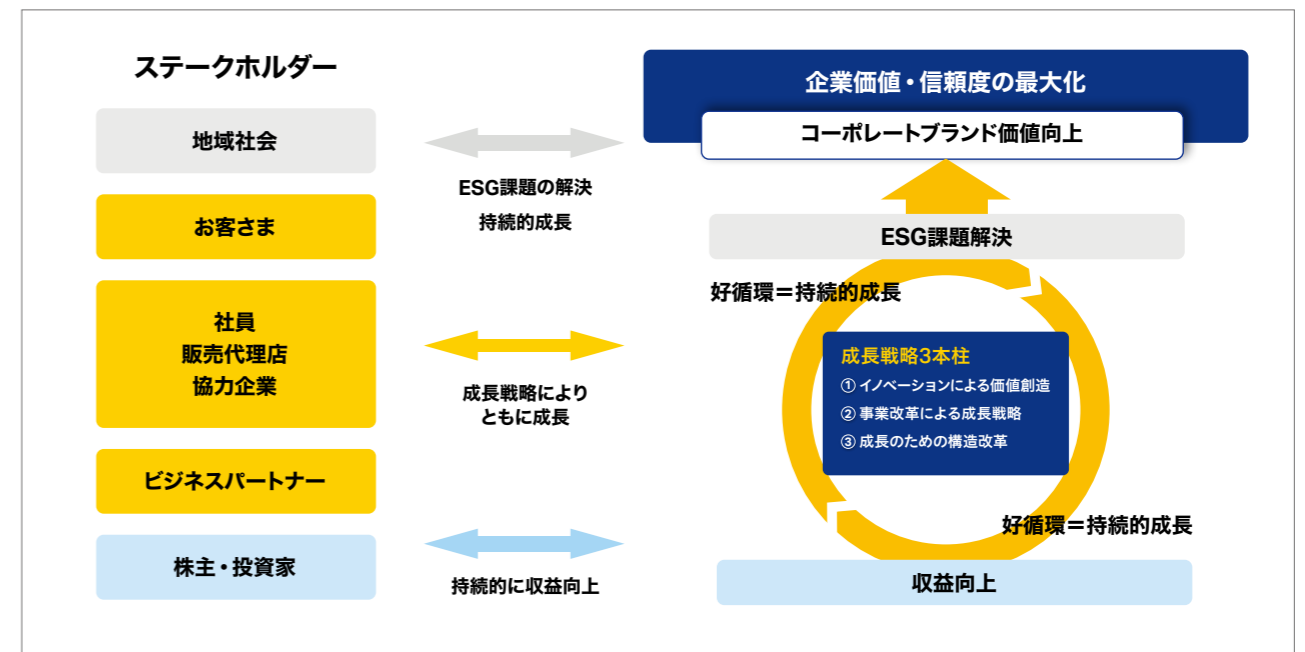 ステークホルダー
地域社会
お客さま
社員
販売代理店
協力企業
ビジネスパートナー
株主・投資家
ESG課題の解決
持続的成長
成長戦略により
ともに成長
持続的に収益向上
企業価値・信頼度の最大化
コーポレートブランド価値向上
ESG課題解決
好循環＝持続的成長
成長戦略3本柱
① イノベーションによる価値創造
② 事業改革による成長戦略
③ 成長のための構造改革
好循環＝持続的成長
収益向上